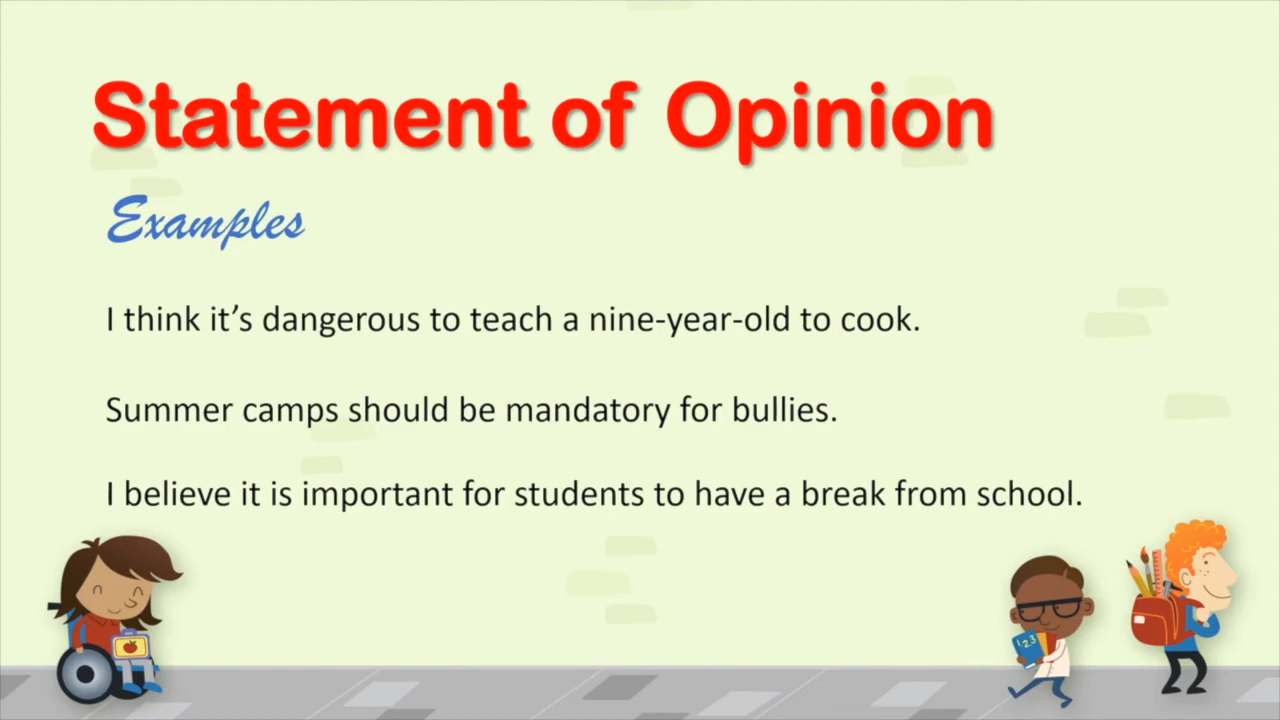 Statement of Opinion
Examples
I think it’s dangerous to teach a nine-year-old to cook.
Summer camps should be mandatory for bullies.
I believe it is important for students to have a break from school.
123